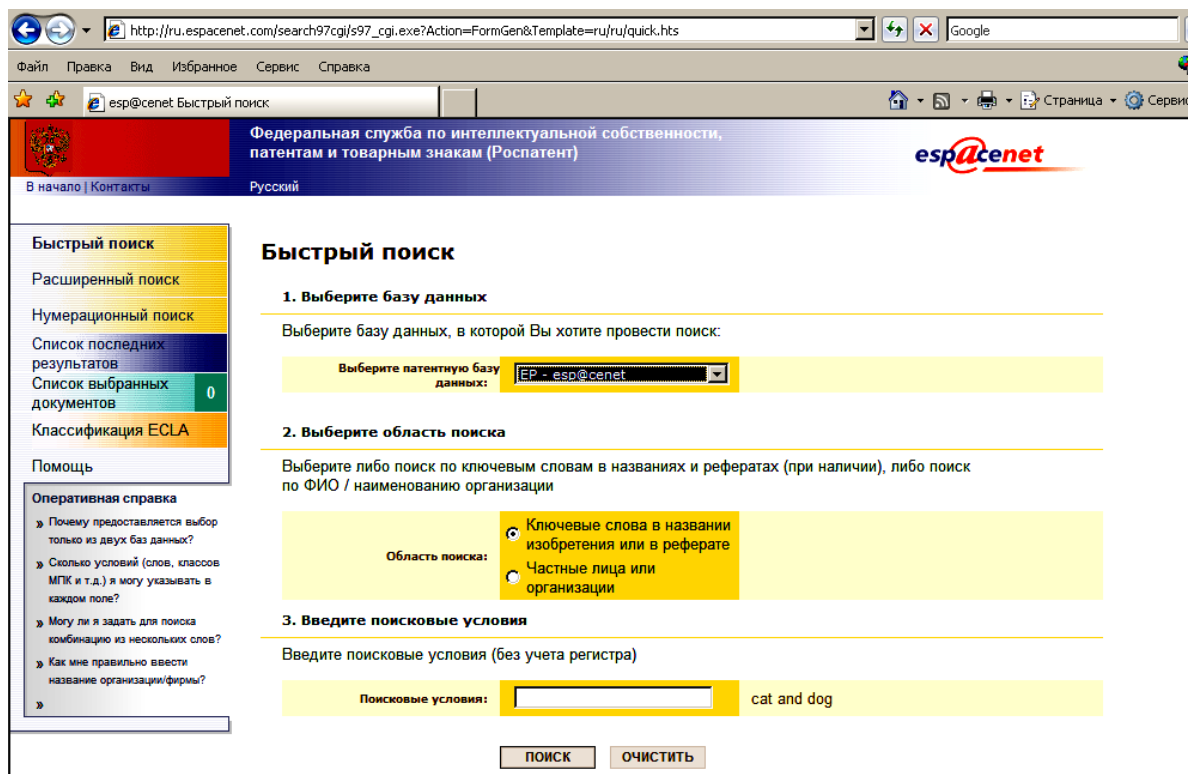 http://ru.espacenet.com/search97cgi/s97_cgi.exe?Action=FormGen&Template=ru/ru/quick.hts
Google
Файл Правка Вид Избранное Сервис Справка
esp@cenet Быстрый поиск
Страница
Сервис
Федеральная служба по интеллектуальной собственности,
патентам и товарным знакам (Роспатент)
espacenet
В начало | Контакты
Русский
Быстрый поиск
Расширенный поиск
Нумерационный поиск
Список последних
результатов
Список выбранных
документов
0
Классификация ECLA
Помощь
Оперативная справка
» Почему предоставляется выбор
только из двух баз данных?
» Сколько условий (слов, классов
МПК и т.д.) я могу указывать в
каждом поле?
» Могу ли я задать для поиска
комбинацию из нескольких слов?
» Как мне правильно ввести
название организации/фирмы?
»
Быстрый поиск
1. Выберите базу данных
Выберите базу данных, в которой Вы хотите провести поиск:
Выберите патентную базу
данных:
EP - esp@cenet
2. Выберите область поиска
Выберите либо поиск по ключевым словам в названиях и рефератах (при наличии), либо поиск
по ФИО / наименованию организации
Область поиска:
Ключевые слова в названии
изобретения или в реферате
Частные лица или
организации
3. Введите поисковые условия
Введите поисковые условия (без учета регистра)
Поисковые условия:
cat and dog
ПОИСК
ОЧИСТИТЬ